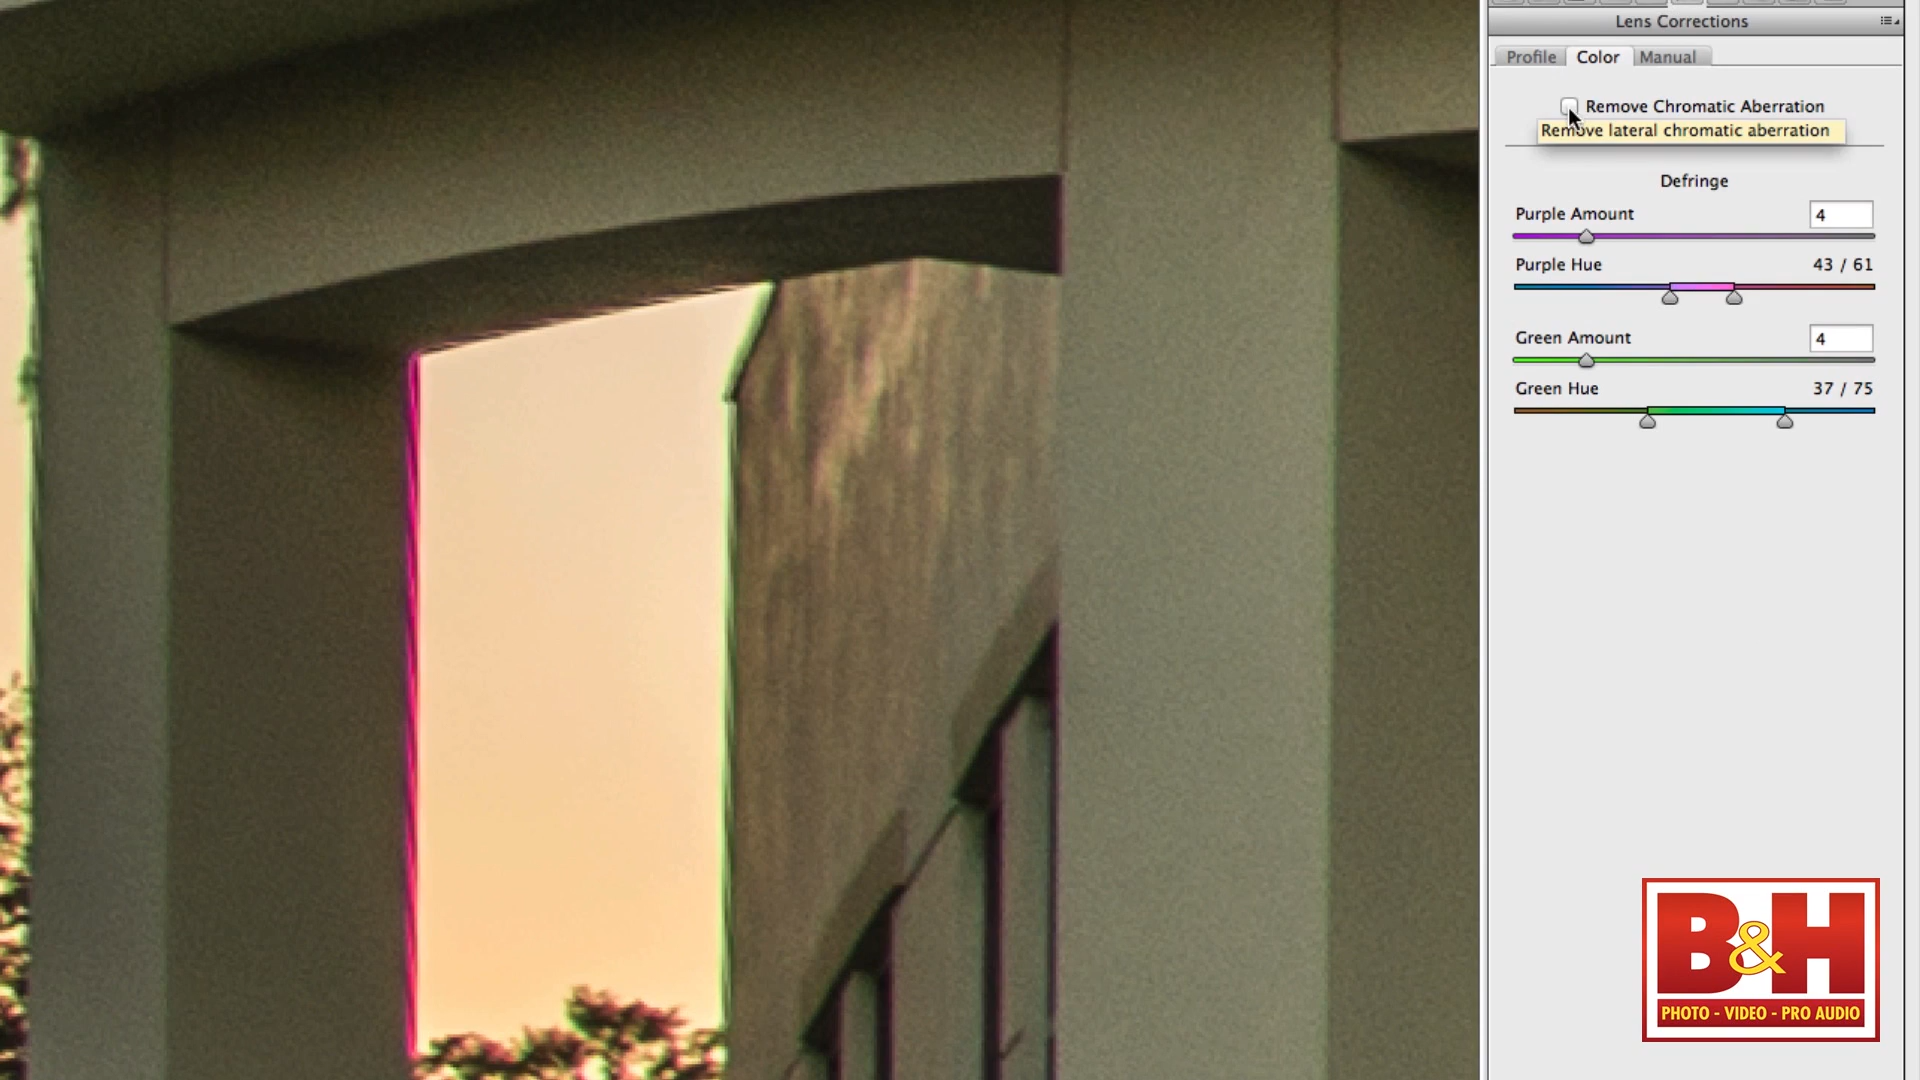 Lens Corrections
Profile Color Manual
Remove Chromatic Aberration
Remove lateral chromatic aberration
Defringe
Purple Amount 4
Purple Hue 43 / 61
Green Amount 4
Green Hue 37 / 75
B&H
PHOTO - VIDEO - PRO AUDIO